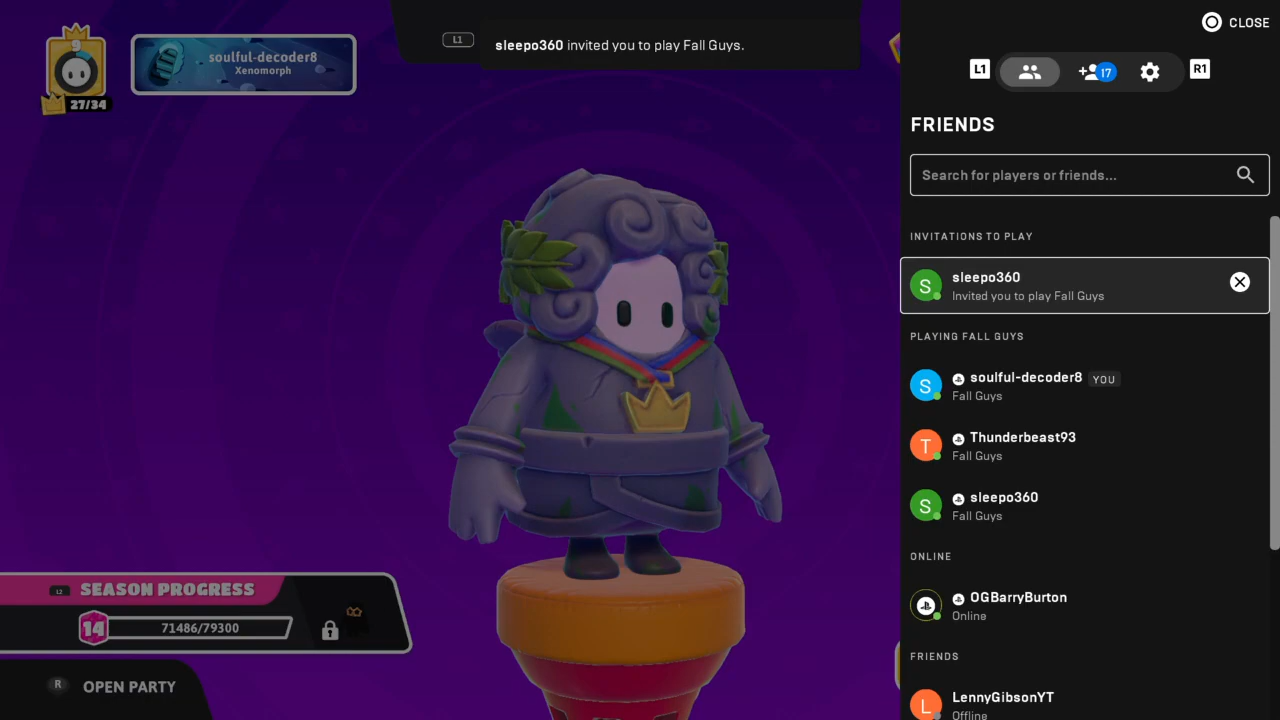 9
27/34
soulful-decoder8
Xenomorph
L1
sleepo360 invited you to play Fall Guys.
CLOSE
L1
17
R1
FRIENDS
Search for players or friends...
INVITATIONS TO PLAY
S
sleepo360
Invited you to play Fall Guys
PLAYING FALL GUYS
S
soulful-decoder8 YOU
Fall Guys
T
Thunderbeast93
Fall Guys
S
sleepo360
Fall Guys
ONLINE
OGBarryBurton
Online
FRIENDS
L
LennyGibsonYT
Offline
L2 SEASON PROGRESS
14
71486/79300
R OPEN PARTY